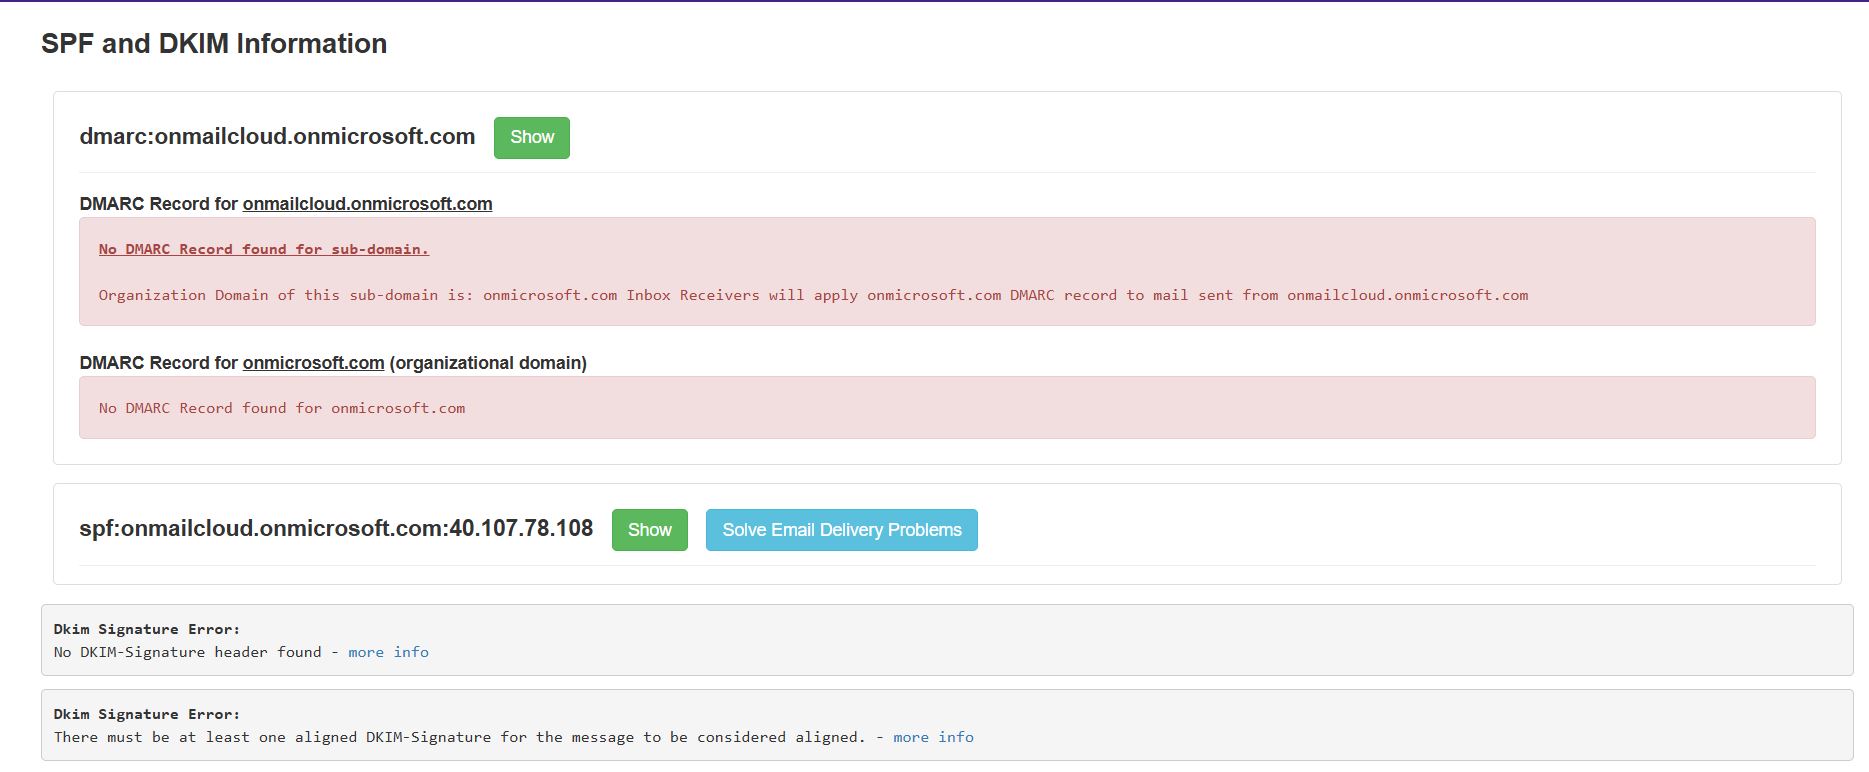 SPF and DKIM Information
dmarc:onmailcloud.onmicrosoft.com Show
DMARC Record for onmailcloud.onmicrosoft.com
No DMARC Record found for sub-domain.
Organization Domain of this sub-domain is: onmicrosoft.com Inbox Receivers will apply onmicrosoft.com DMARC record to mail sent from onmailcloud.onmicrosoft.com
DMARC Record for onmicrosoft.com (organizational domain)
No DMARC Record found for onmicrosoft.com
spf:onmailcloud.onmicrosoft.com:40.107.78.108 Show Solve Email Delivery Problems
Dkim Signature Error:
No DKIM-Signature header found - more info
Dkim Signature Error:
There must be at least one aligned DKIM-Signature for the message to be considered aligned. - more info